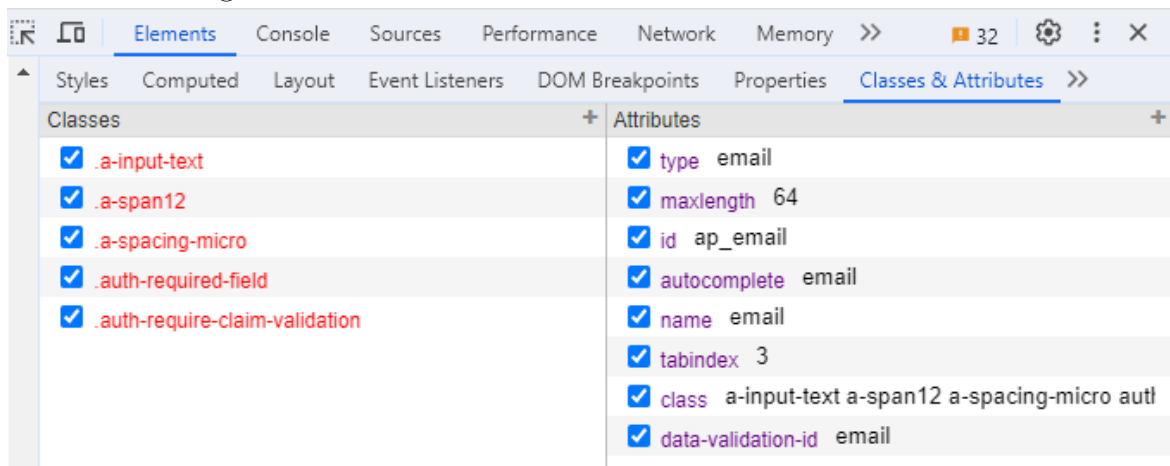 Elements Console Sources Performance Network Memory >> 32
Styles Computed Layout Event Listeners DOM Breakpoints Properties Classes & Attributes >>
Classes + Attributes +
.a-input-text type email
.a-span12 maxlength 64
.a-spacing-micro id ap_email
.auth-required-field autocomplete email
.auth-require-claim-validation name email
tabindex 3
class a-input-text a-span12 a-spacing-micro
data-validation-id email